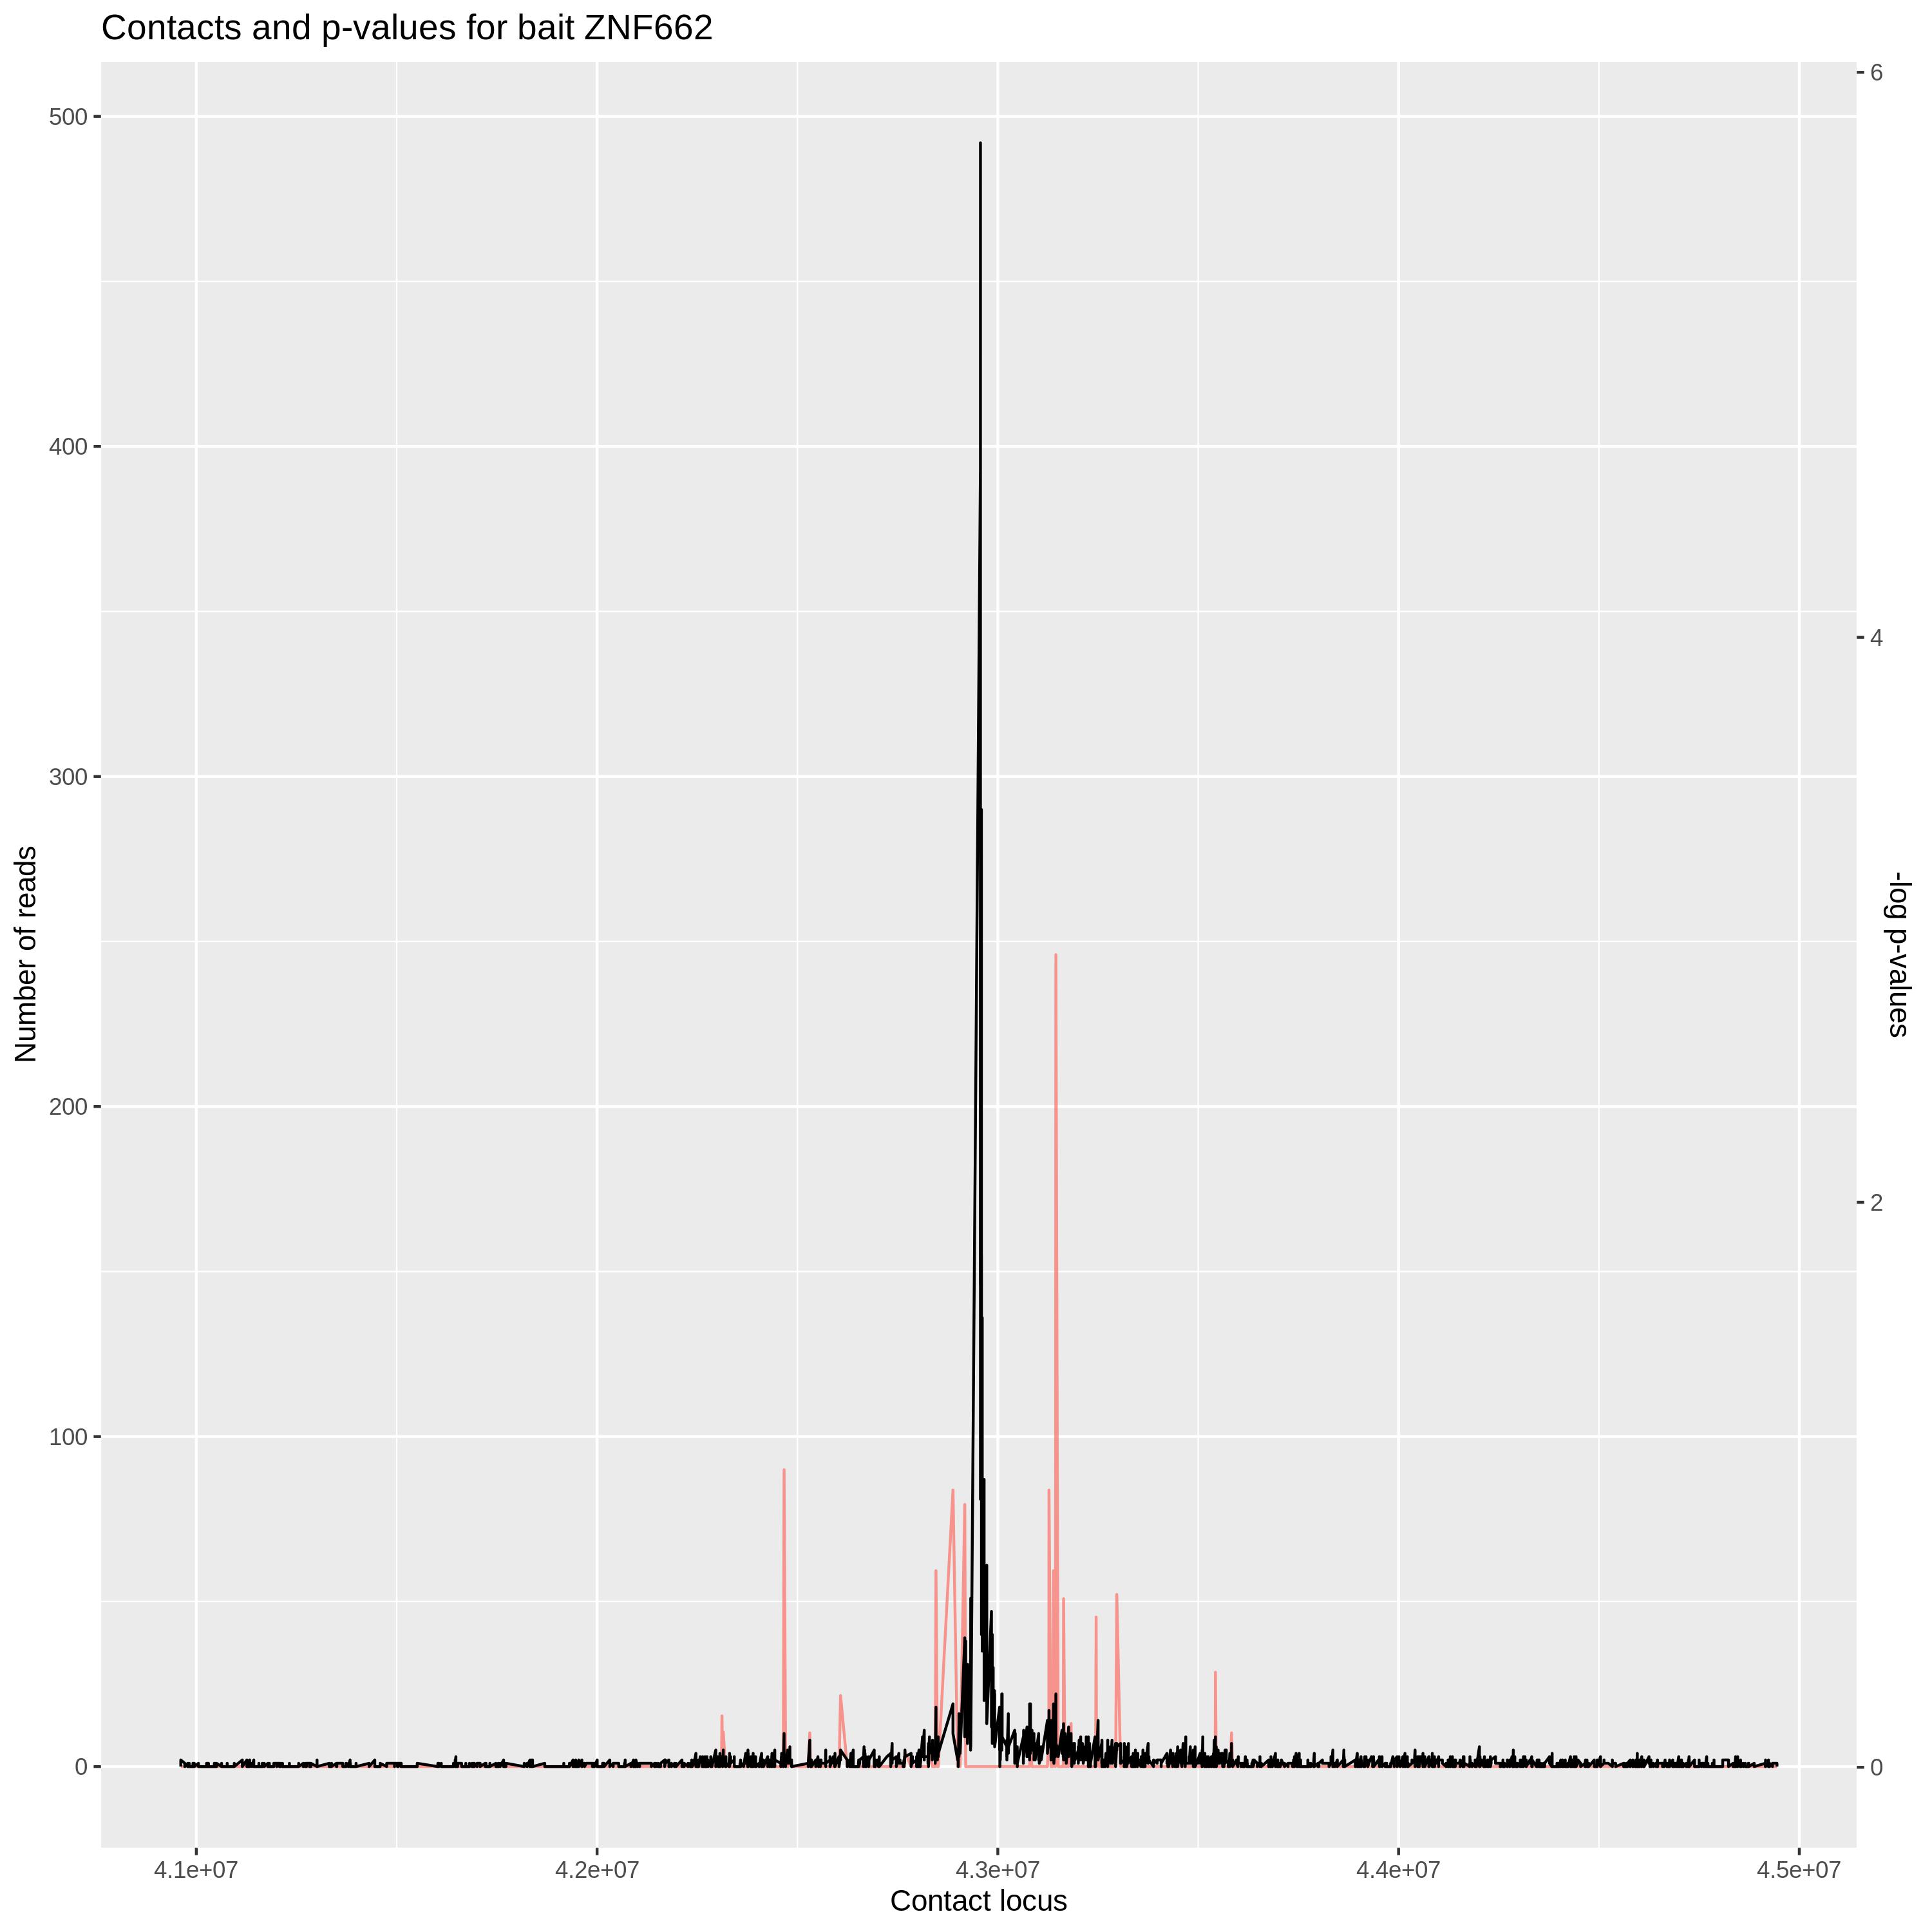 Contacts and p-values for bait ZNF662
6
500
400
4
300
Number of reads
-log p-values
200
2
100
0
0
4.1e+07
4.2e+07
4.3e+07
4.4e+07
4.5e+07
Contact locus